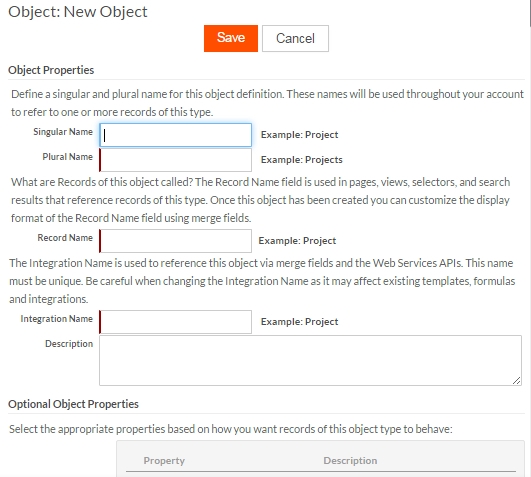 Object: New Object
Save Cancel
Object Properties
Define a singular and plural name for this object definition. These names will be used throughout your account
to refer to one or more records of this type.
Singular Name Example: Project
Plural Name Example: Projects
What are Records of this object called? The Record Name field is used in pages, views, selectors, and search
results that reference records of this type. Once this object has been created you can customize the display
format of the Record Name field using merge fields.
Record Name Example: Project
The Integration Name is used to reference this object via merge fields and the Web Services APIs. This name
must be unique. Be careful when changing the Integration Name as it may affect existing templates, formulas
and integrations.
Integration Name Example: Project
Description
Optional Object Properties
Select the appropriate properties based on how you want records of this object type to behave:
Property Description